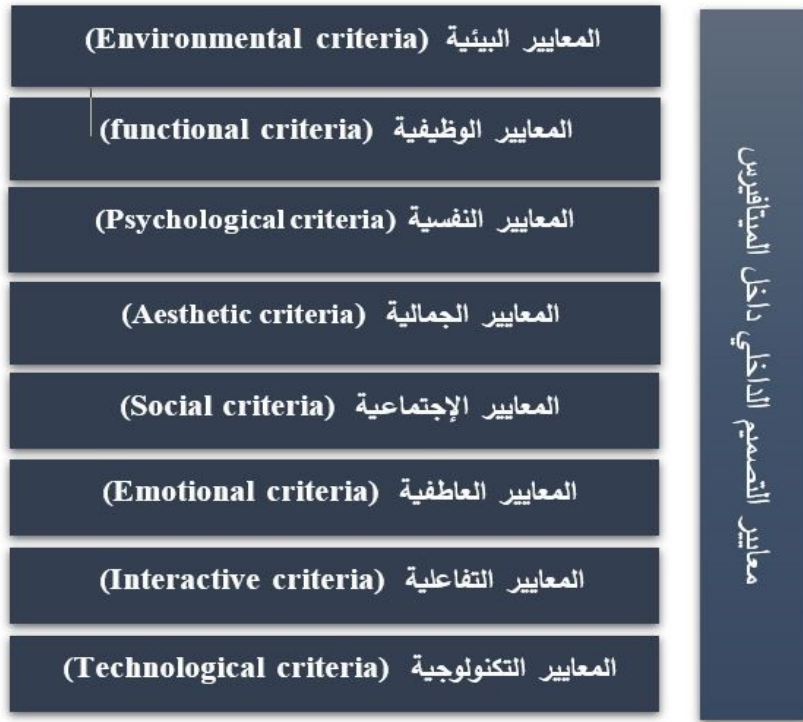 معايير التصميم الداخلي داخل الميتافيرس
المعايير البيئية (Environmental criteria)
المعايير الوظيفية (functional criteria)
المعايير النفسية (Psychological criteria)
المعايير الجمالية (Aesthetic criteria)
المعايير الإجتماعية (Social criteria)
المعايير العاطفية (Emotional criteria)
المعايير التفاعلية (Interactive criteria)
المعايير التكنولوجية (Technological criteria)